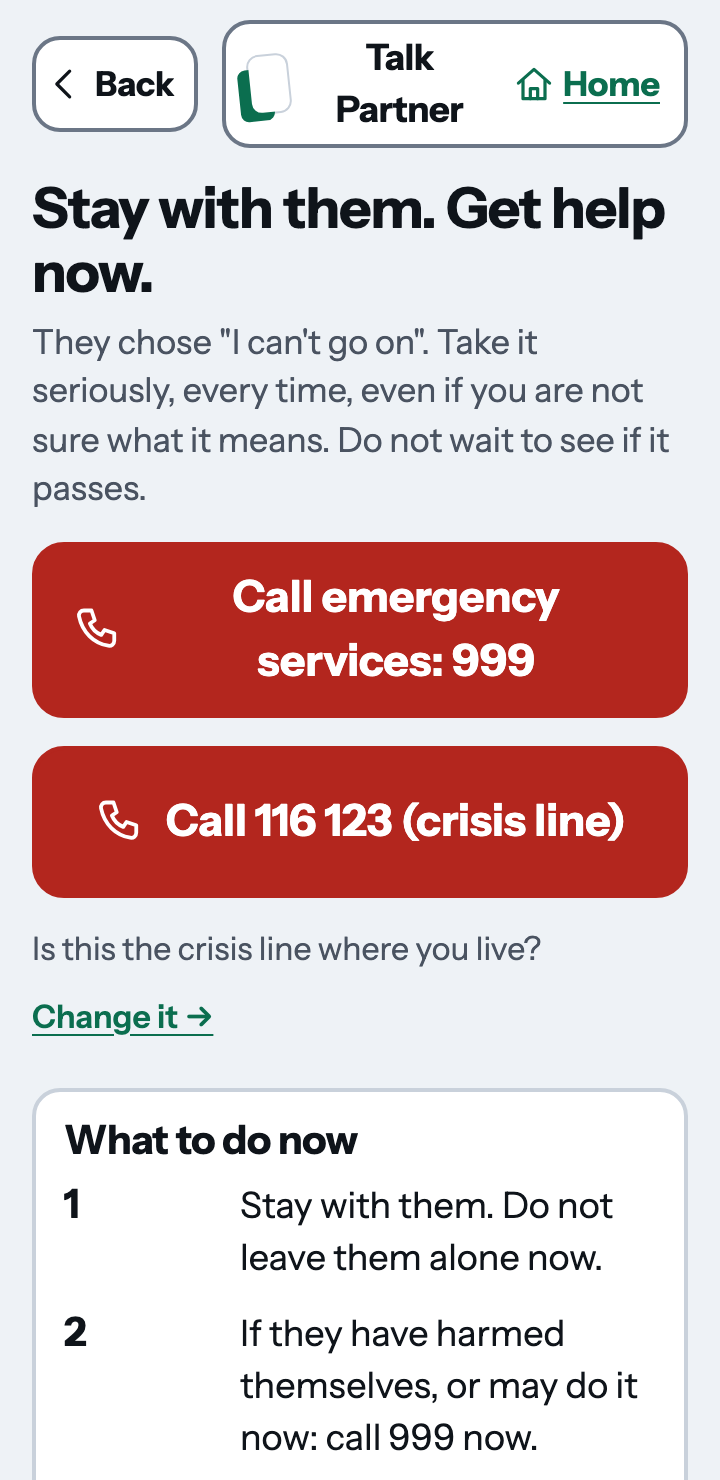 Back
Talk
Partner
Home
Stay with them. Get help
now.
They chose "I can't go on". Take it
seriously, every time, even if you are not
sure what it means. Do not wait to see if it
passes.
Call emergency
services: 999
Call 116 123 (crisis line)
Is this the crisis line where you live?
Change it →
What to do now
1
Stay with them. Do not
leave them alone now.
2
If they have harmed
themselves, or may do it
now: call 999 now.